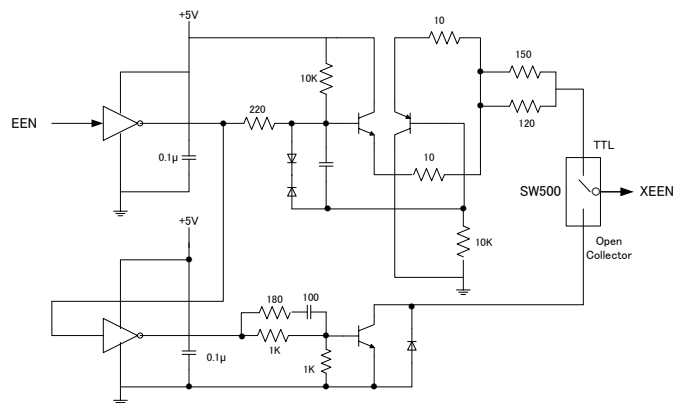 +5V
10
150
10K
EEN
220
120
0.1µ
TTL
10
SW500
XEEN
+5V
10K
Open
Collector
180
100
0.1µ
1K
1K